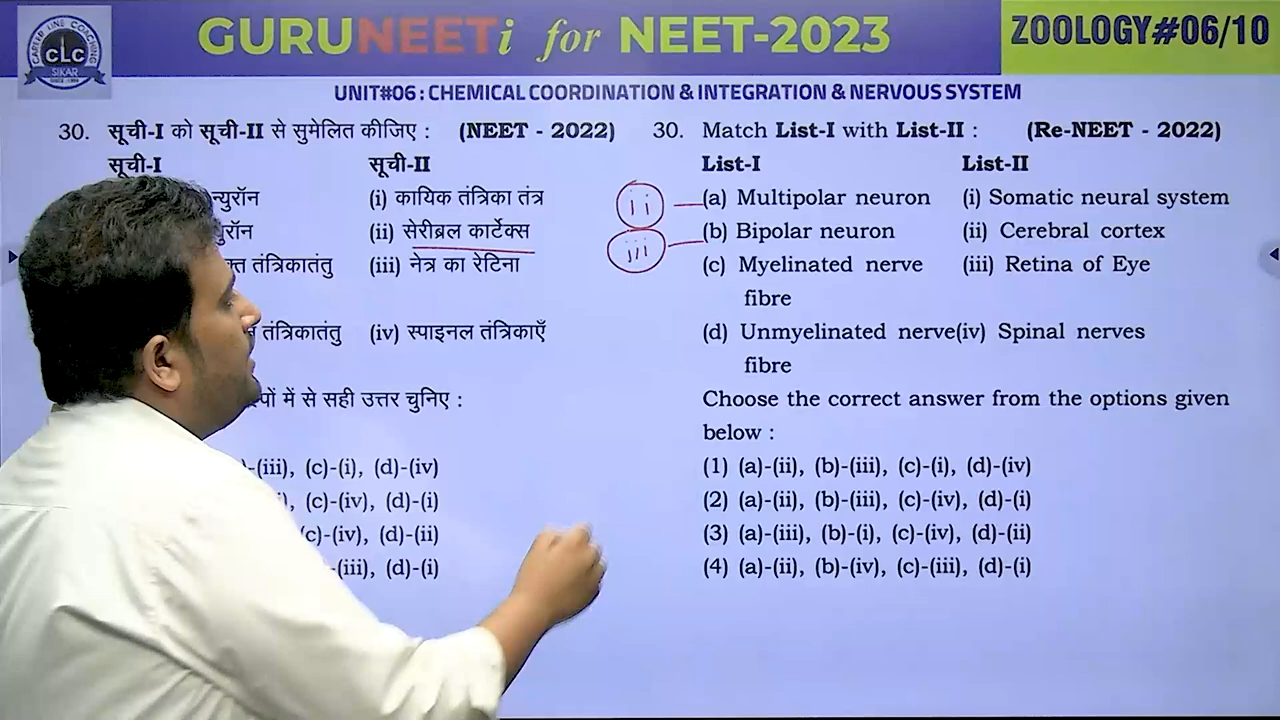 GURUNEETi for NEET-2023
ZOOLOGY#06/10
CAREER LINE COACHING
CLC
SIKAR
UNIT#06 : CHEMICAL COORDINATION & INTEGRATION & NERVOUS SYSTEM
30. सूची-I को सूची-II से सुमेलित कीजिए : (NEET - 2022)
सूची-I सूची-II
न्युरॉन (i) कायिक तंत्रिका तंत्र
(ii) सेरीब्रल कार्टेक्स
तंत्रिकातंतु (iii) नेत्र का रेटिना
तंत्रिकातंतु (iv) स्पाइनल तंत्रिकाएँ
में से सही उत्तर चुनिए :
-(iii), (c)-(i), (d)-(iv)
(c)-(iv), (d)-(i)
(c)-(iv), (d)-(ii)
-(iii), (d)-(i)
30. Match List-I with List-II : (Re-NEET - 2022)
List-I List-II
ii (a) Multipolar neuron (i) Somatic neural system
iii (b) Bipolar neuron (ii) Cerebral cortex
(c) Myelinated nerve (iii) Retina of Eye
fibre
(d) Unmyelinated nerve(iv) Spinal nerves
fibre
Choose the correct answer from the options given
below :
(1) (a)-(ii), (b)-(iii), (c)-(i), (d)-(iv)
(2) (a)-(ii), (b)-(iii), (c)-(iv), (d)-(i)
(3) (a)-(iii), (b)-(i), (c)-(iv), (d)-(ii)
(4) (a)-(ii), (b)-(iv), (c)-(iii), (d)-(i)